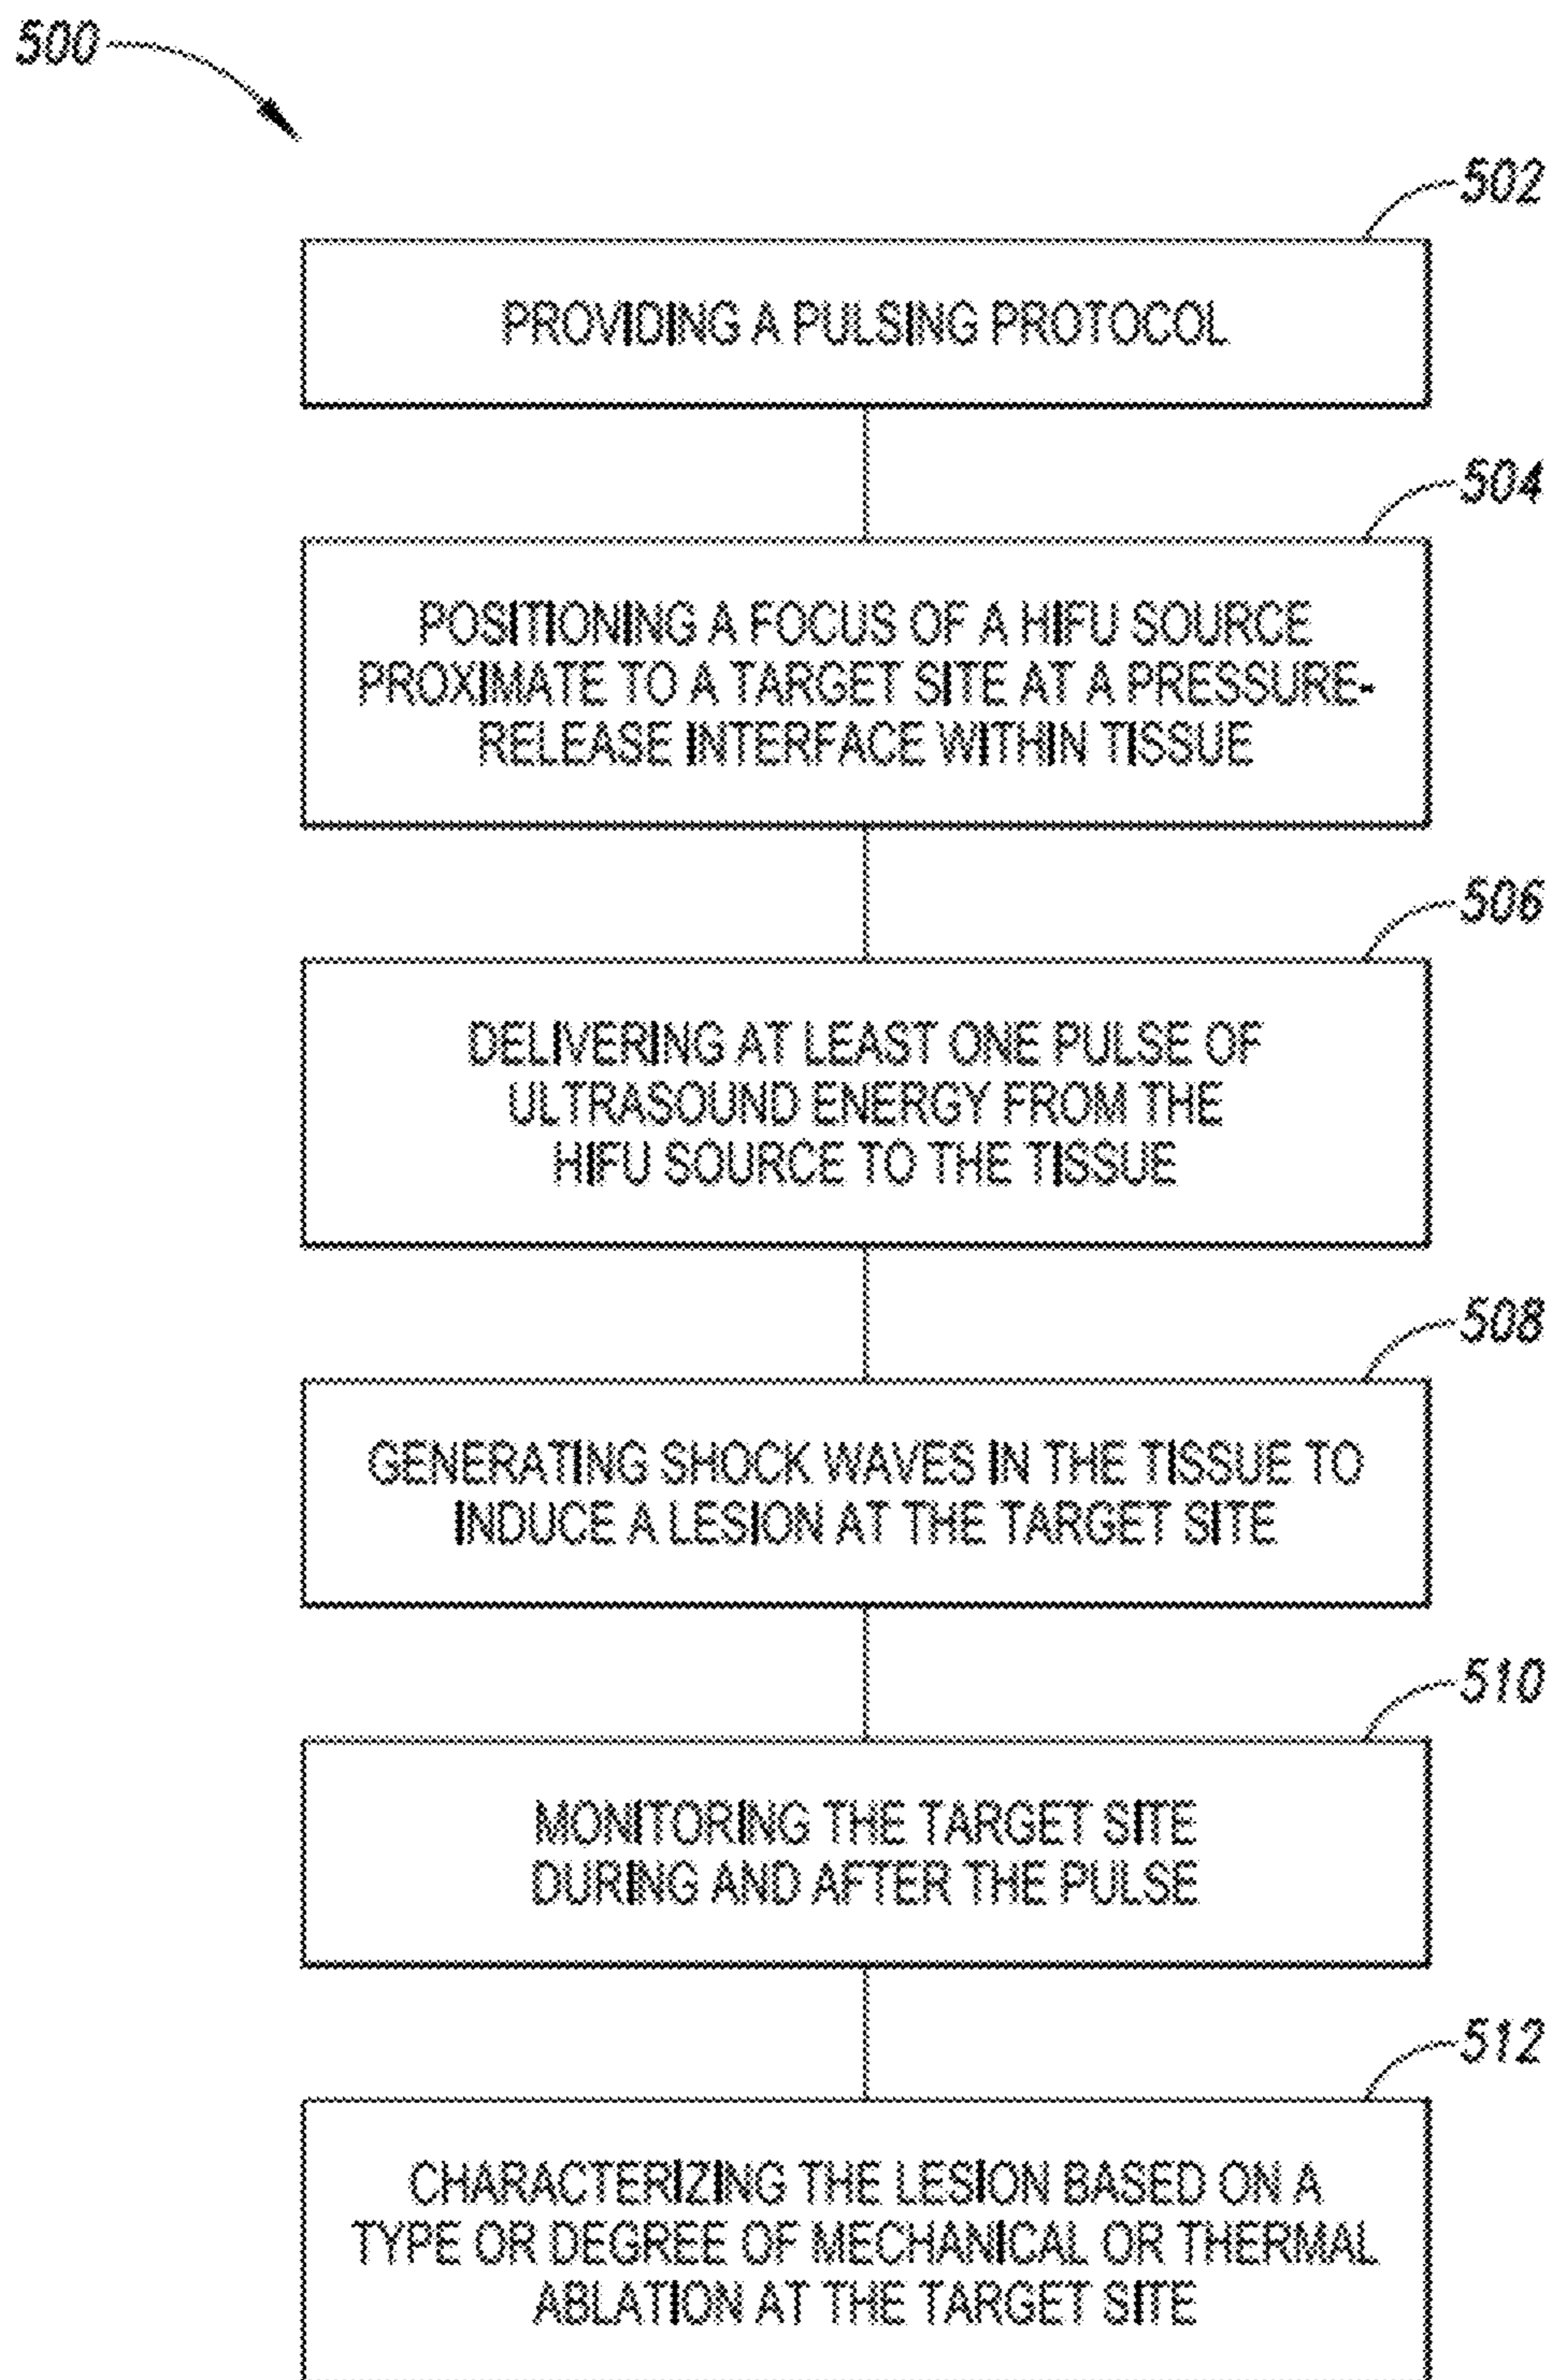 500
502
PROVIDING A PULSING PROTOCOL
504
POSITIONING A FOCUS OF A HIFU SOURCE
PROXIMATE TO A TARGET SITE AT A PRESSURE-
RELEASE INTERFACE WITHIN TISSUE
506
DELIVERING AT LEAST ONE PULSE OF
ULTRASOUND ENERGY FROM THE
HIFU SOURCE TO THE TISSUE
508
GENERATING SHOCK WAVES IN THE TISSUE TO
INDUCE A LESION AT THE TARGET SITE
510
MONITORING THE TARGET SITE
DURING AND AFTER THE PULSE
512
CHARACTERIZING THE LESION BASED ON A
TYPE OR DEGREE OF MECHANICAL OR THERMAL
ABLATION AT THE TARGET SITE